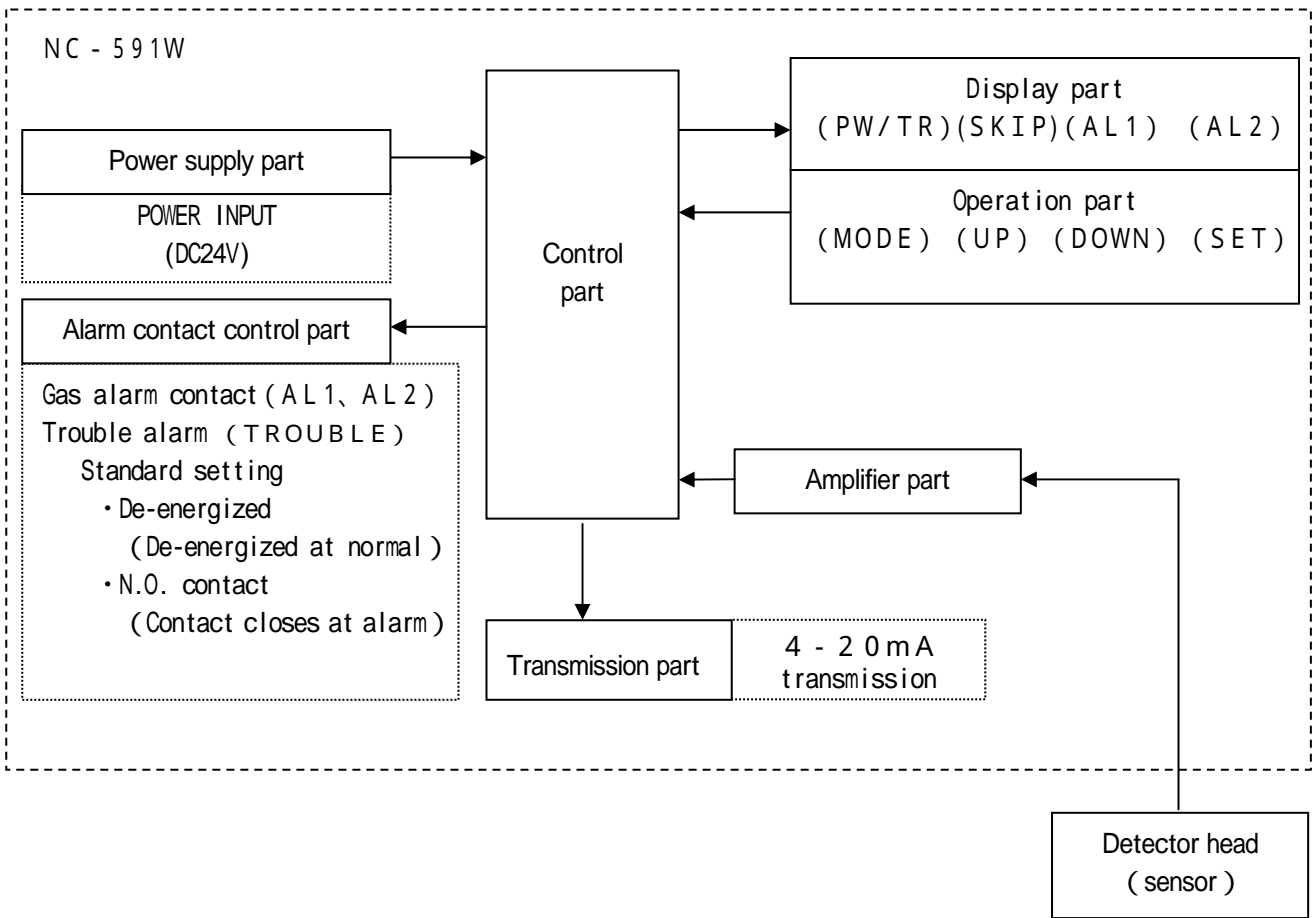 NC-591W
Power supply part
POWER INPUT
(DC24V)
Alarm contact control part
Gas alarm contact (AL1、AL2)
Trouble alarm (TROUBLE)
Standard setting
・De-energized
(De-energized at normal)
・N.O. contact
(Contact closes at alarm)
Control
part
Display part
(PW/TR)(SKIP)(AL1) (AL2)
Operation part
(MODE) (UP) (DOWN) (SET)
Amplifier part
Transmission part
4-20mA
transmission
Detector head
(sensor)